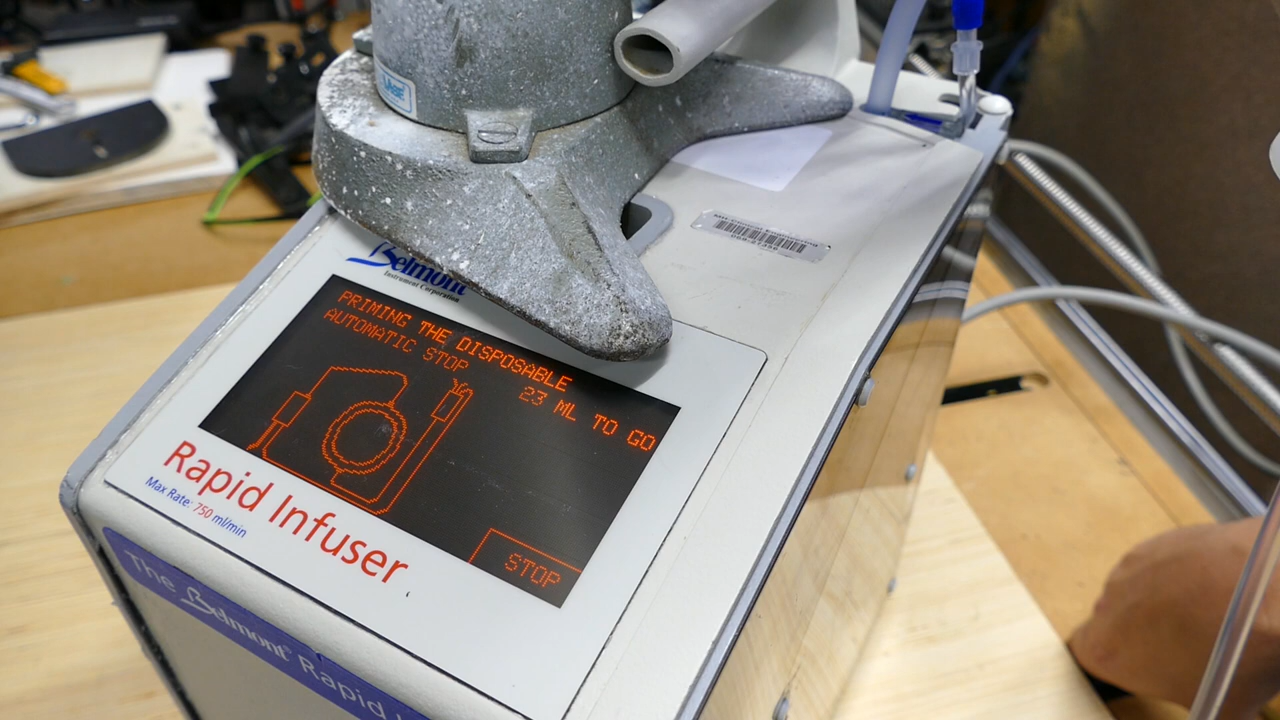 Belmont
Instrument Corporation
PRIMING THE DISPOSABLE
AUTOMATIC STOP
23 ML TO GO
STOP
Rapid Infuser
Max Rate: 750 ml/min
The Belmont Rapid